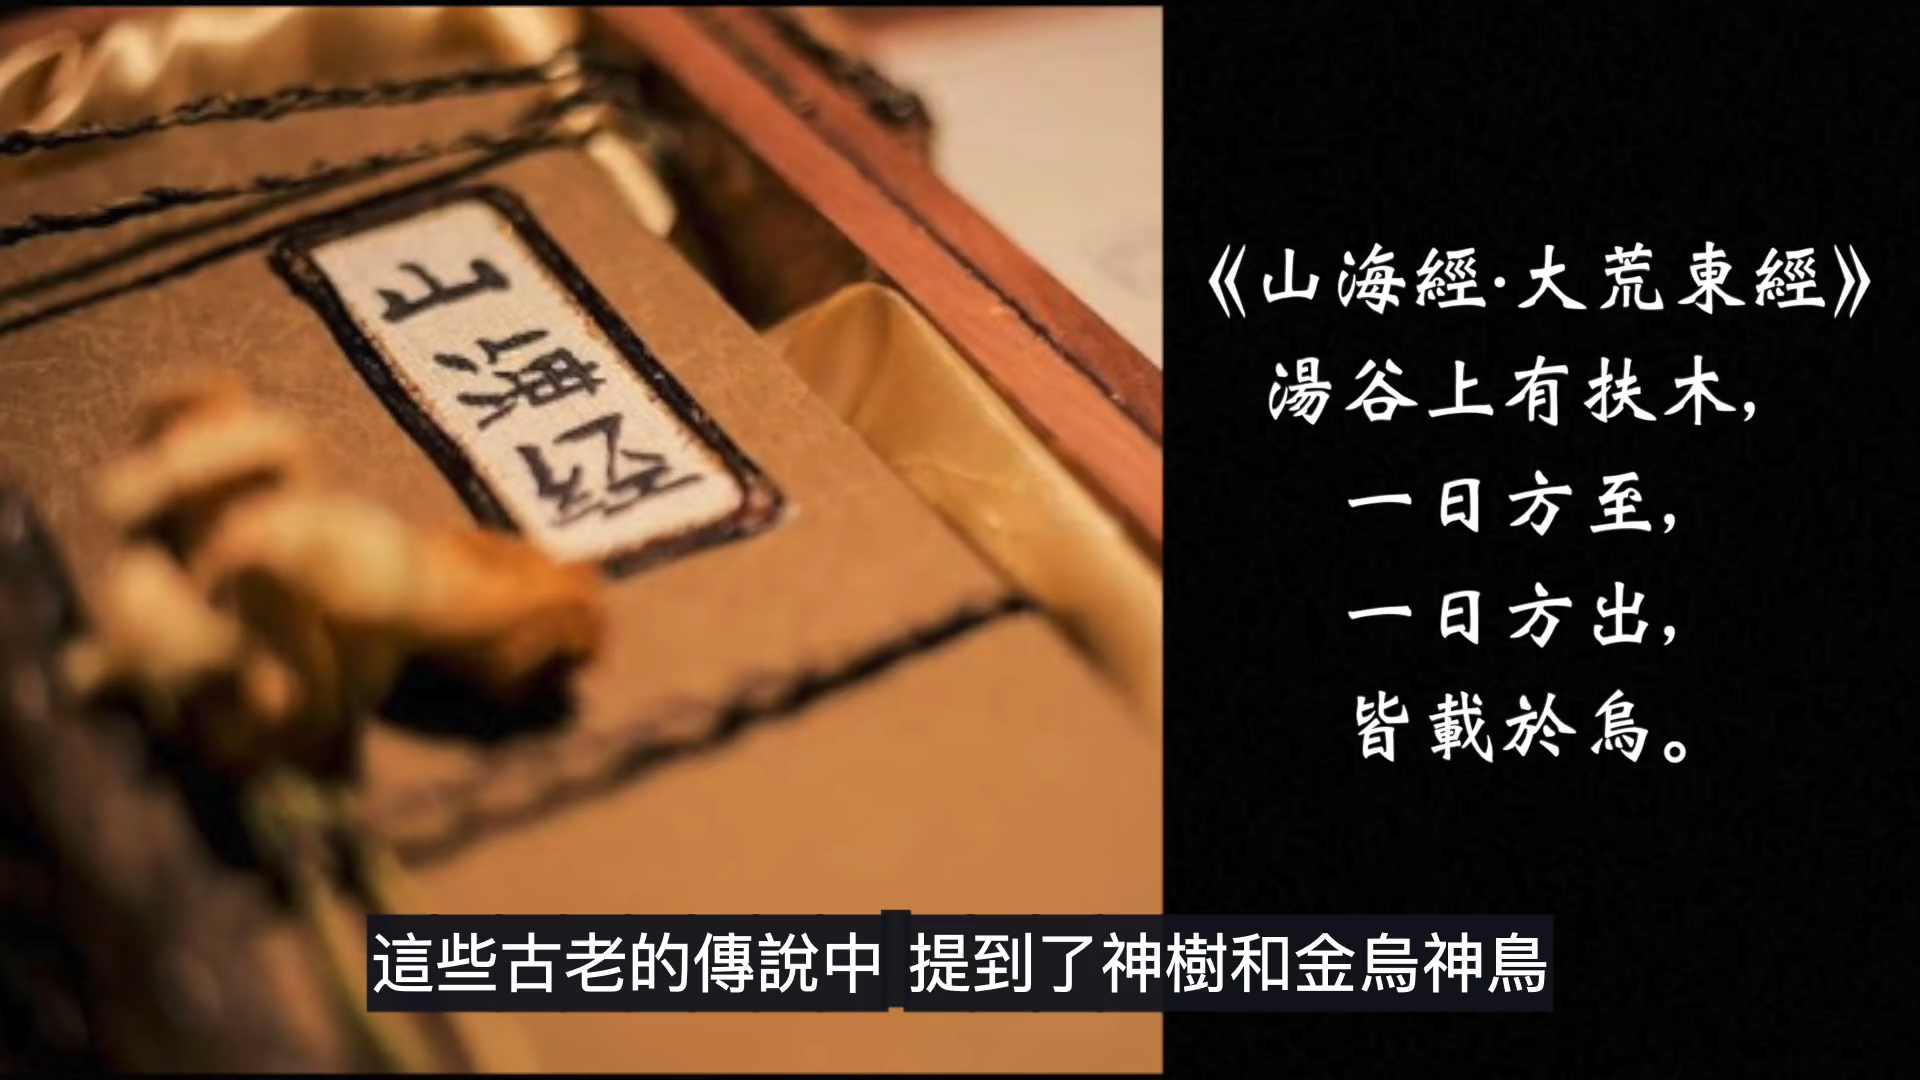 山海經
《山海經·大荒東經》
湯谷上有扶木,
一日方至,
一日方出,
皆載於烏。
這些古老的傳說中 提到了神樹和金烏神鳥